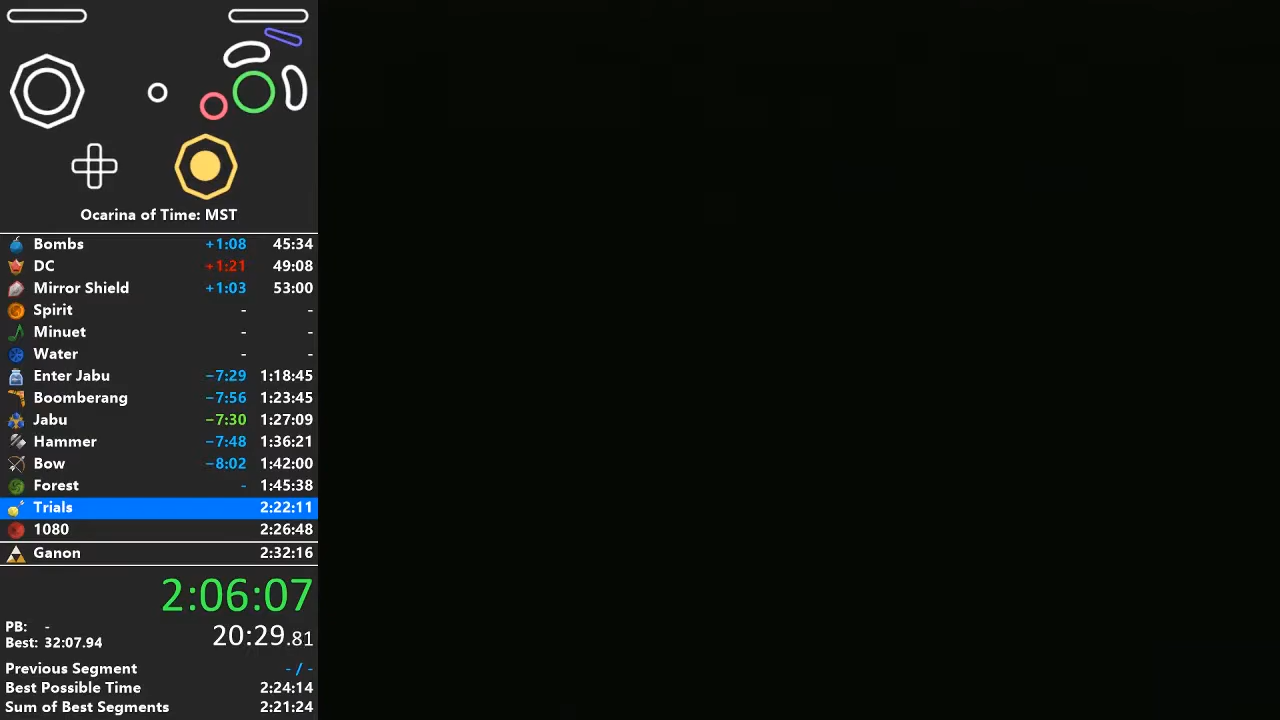 Ocarina of Time: MST
Bombs +1:08 45:34
DC +1:21 49:08
Mirror Shield +1:03 53:00
Spirit - -
Minuet - -
Water - -
Enter Jabu −7:29 1:18:45
Boomberang −7:56 1:23:45
Jabu −7:30 1:27:09
Hammer −7:48 1:36:21
Bow −8:02 1:42:00
Forest - 1:45:38
Trials 2:22:11
1080 2:26:48
Ganon 2:32:16
2:06:07
PB: -
Best: 32:07.94
20:29.81
Previous Segment - / -
Best Possible Time 2:24:14
Sum of Best Segments 2:21:24